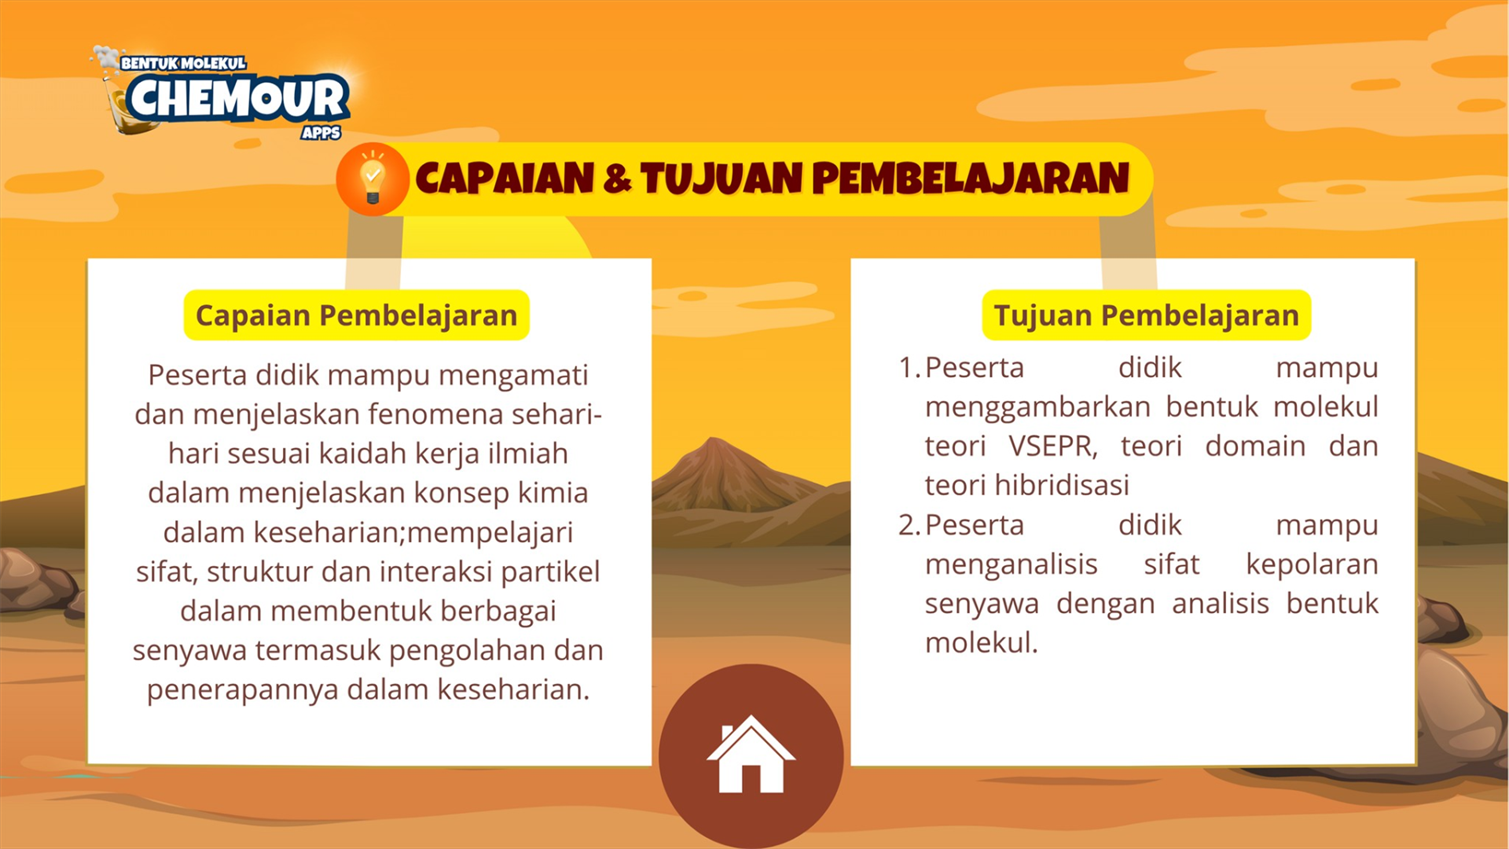 BENTUK MOLEKUL
CHEMOUR
APPS
CAPAIAN & TUJUAN PEMBELAJARAN
Capaian Pembelajaran
Peserta didik mampu mengamati
dan menjelaskan fenomena sehari-
hari sesuai kaidah kerja ilmiah
dalam menjelaskan konsep kimia
dalam keseharian;mempelajari
sifat, struktur dan interaksi partikel
dalam membentuk berbagai
senyawa termasuk pengolahan dan
penerapannya dalam keseharian.
Tujuan Pembelajaran
1. Peserta didik mampu
menggambarkan bentuk molekul
teori VSEPR, teori domain dan
teori hibridisasi
2. Peserta didik mampu
menganalisis sifat kepolaran
senyawa dengan analisis bentuk
molekul.